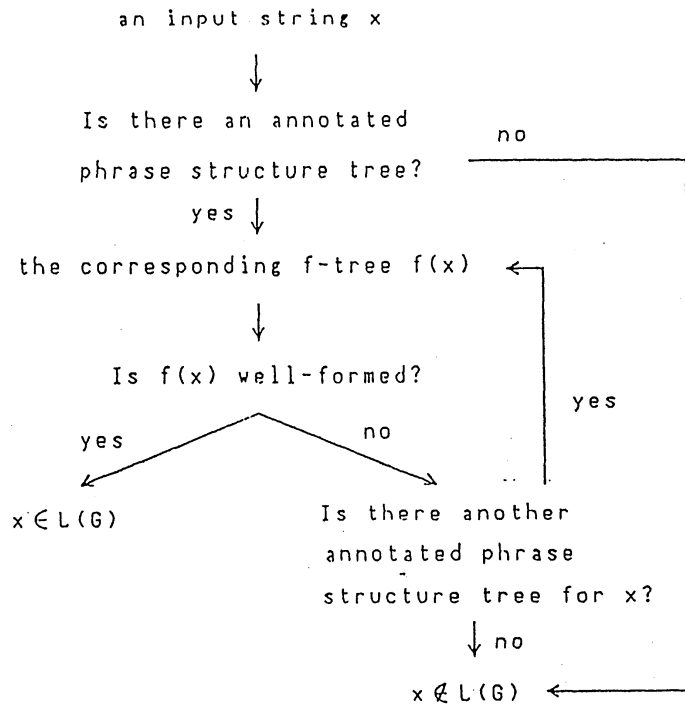 an input string x
Is there an annotated
no
phrase structure tree?
yes
the corresponding f-tree f(x)
Is f(x) well-formed?
yes
yes
no
x ∈ L(G)
Is there another
annotated phrase
structure tree for x?
no
x ∉ L(G)